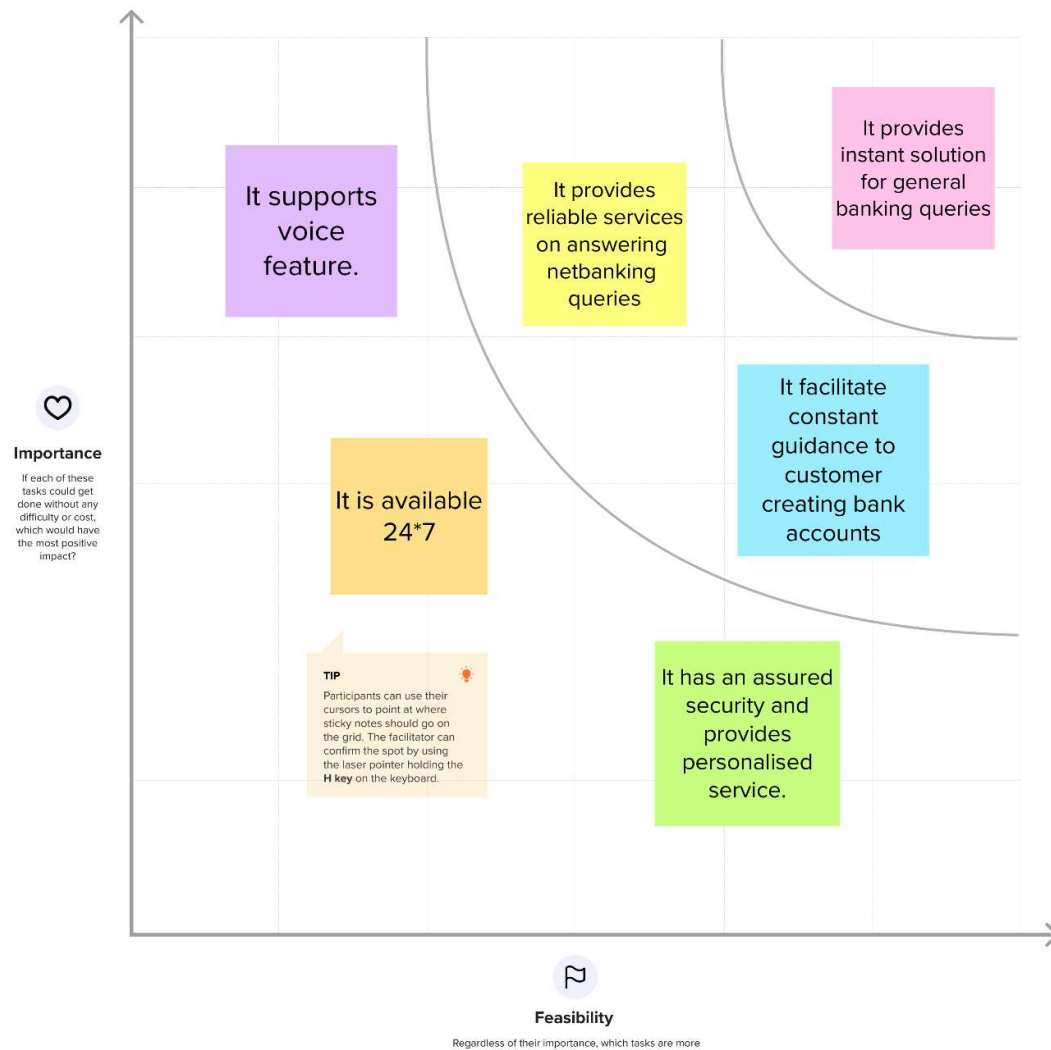 It supports
voice
feature.
It provides
reliable services
on answering
netbanking
queries
It provides
instant solution
for general
banking queries
Importance
If each of these
tasks could get
done without any
difficulty or cost,
which would have
the most positive
impact?
It is available
24*7
It facilitate
constant
guidance to
customer
creating bank
accounts
TIP
Participants can use their
cursors to point at where
sticky notes should go on
the grid. The facilitator can
confirm the spot by using
the laser pointer holding the
H key on the keyboard.
It has an assured
security and
provides
personalised
service.
Feasibility
Regardless of their importance, which tasks are more